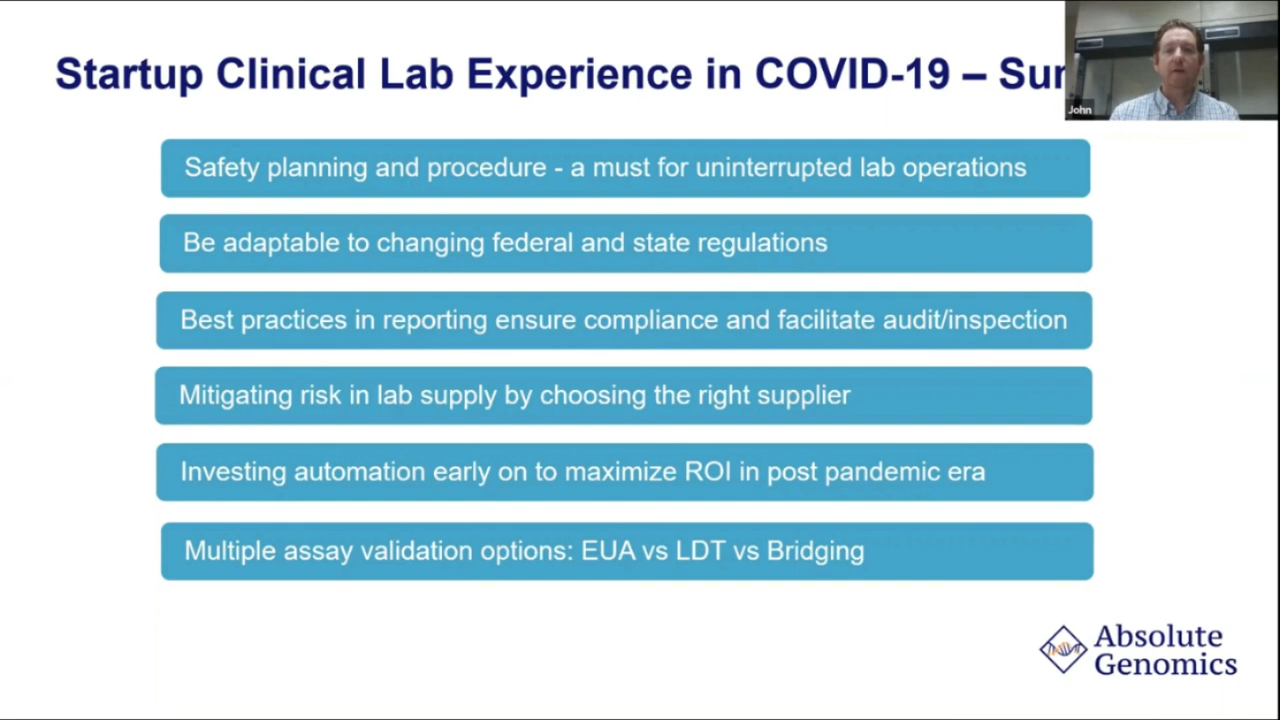 Startup Clinical Lab Experience in COVID-19 –
John
Safety planning and procedure - a must for uninterrupted lab operations
Be adaptable to changing federal and state regulations
Best practices in reporting ensure compliance and facilitate audit/inspection
Mitigating risk in lab supply by choosing the right supplier
Investing automation early on to maximize ROI in post pandemic era
Multiple assay validation options: EUA vs LDT vs Bridging
Absolute
Genomics